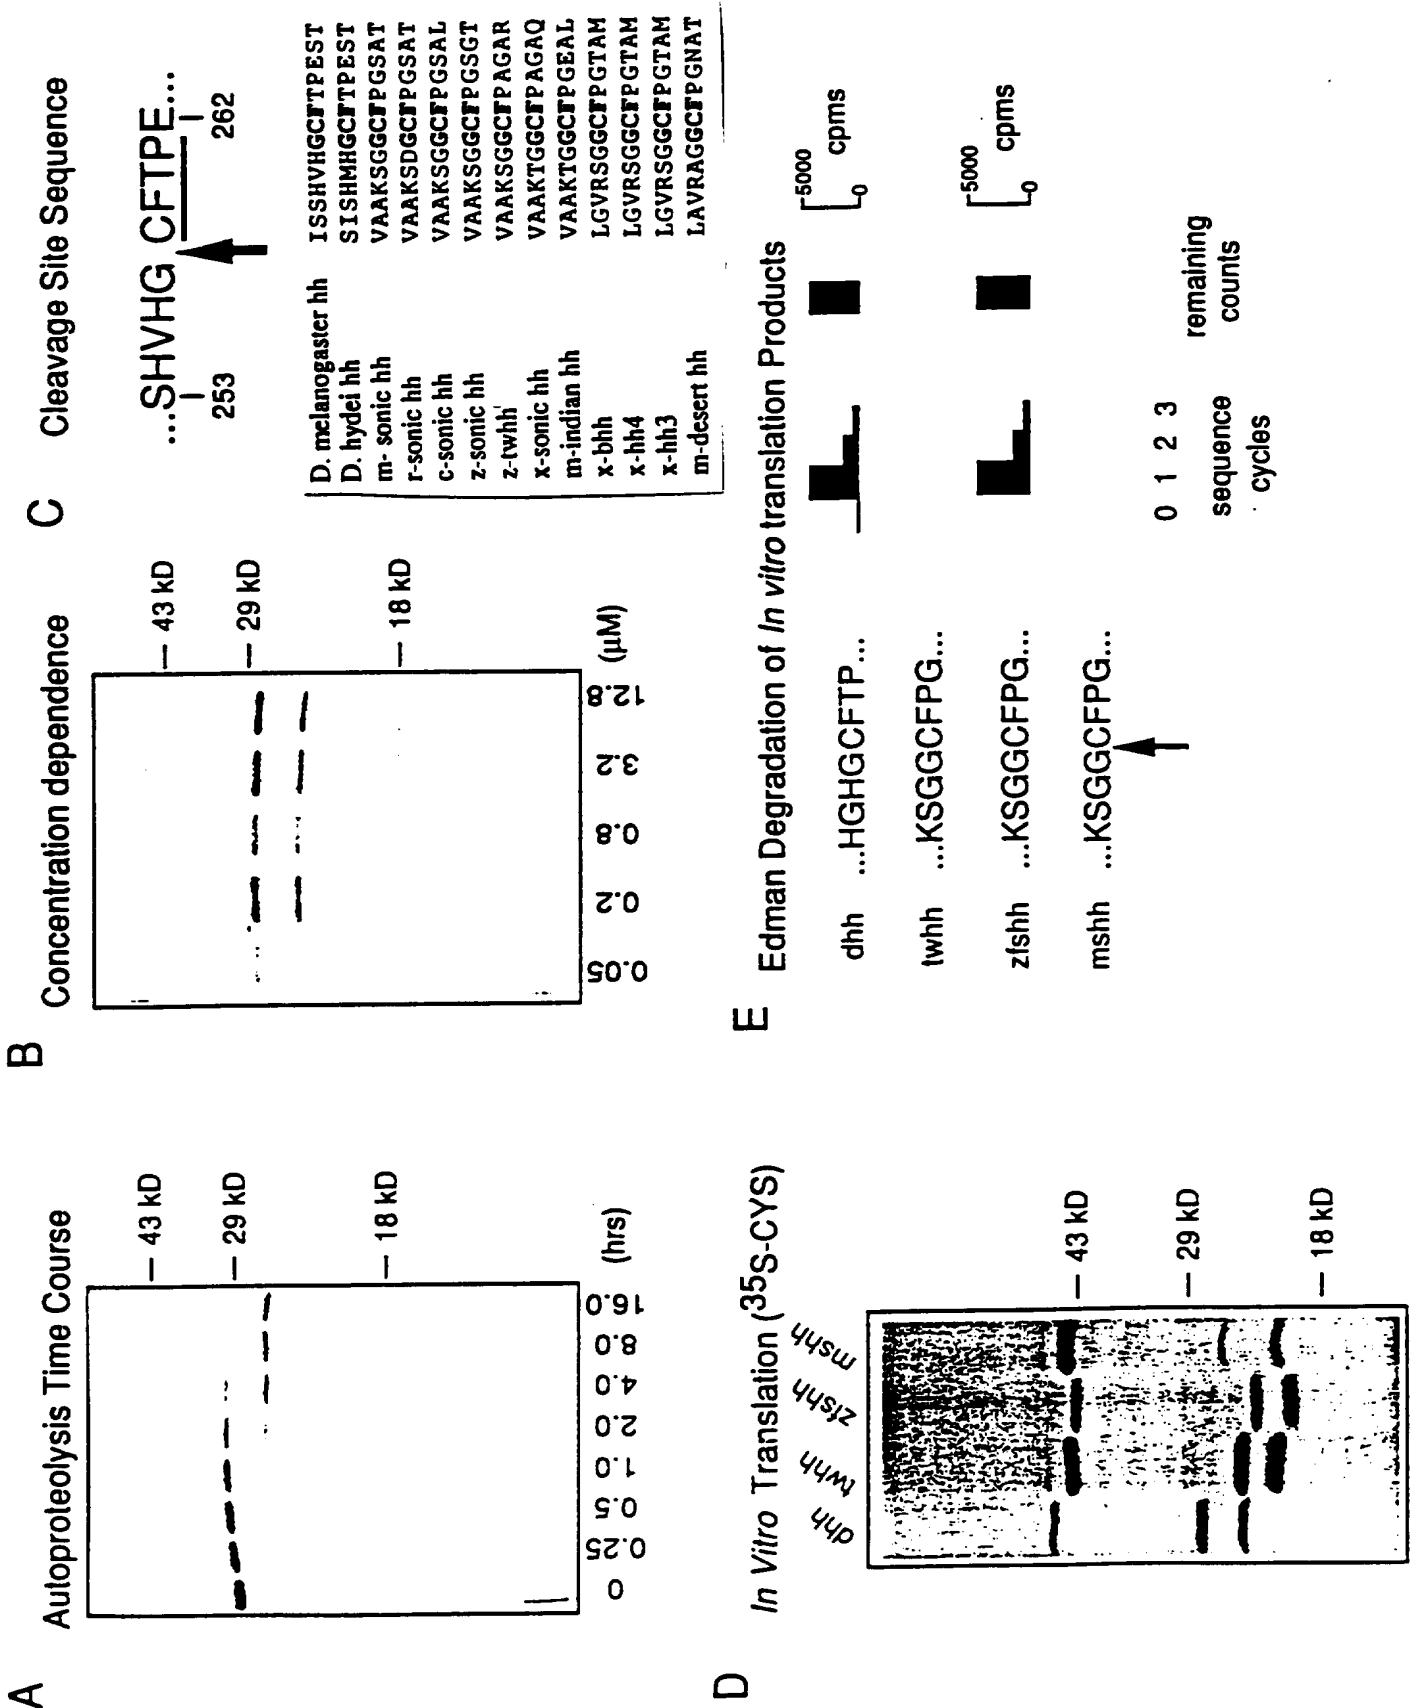 A
Autoproteolysis Time Course
43 kD
29 kD
18 kD
0 0.25 0.5 1.0 2.0 4.0 8.0 16.0 (hrs)
B
Concentration dependence
43 kD
29 kD
18 kD
0.05 0.2 0.8 3.2 12.8 (µM)
C
Cleavage Site Sequence
...SHVHG CFTPE...
253 262
D. melanogaster hh ISSHVHGCFTPEST
D. hydei hh SISHMHGCFTPEST
m- sonic hh VAAKSGGCFPGSAT
r-sonic hh VAAKSDGCFPGSAT
c-sonic hh VAAKSGGCFPGSAL
z-sonic hh VAAKSGGCFPGSGT
z-twhh VAAKSGGCFPAGAR
x-sonic hh VAAKTGGCFPAGAQ
m-indian hh VAAKTGGCFPGEAL
x-bhh LGVRSGGCFPGTAM
x-hh4 LGVRSGGCFPGTAM
x-hh3 LGVRSGGCFPGTAM
m-desert hh LAVRAGGCFPGNAT
D
In Vitro Translation (35S-CYS)
dhh twhh zfshh mshh
43 kD
29 kD
18 kD
E
Edman Degradation of In vitro translation Products
dhh ...HGHGCFTP...
5000
0
cpms
twhh ...KSGGCFPG...
zfshh ...KSGGCFPG...
5000
0
cpms
mshh ...KSGGCFPG...
0 1 2 3
sequence
cycles
remaining
counts